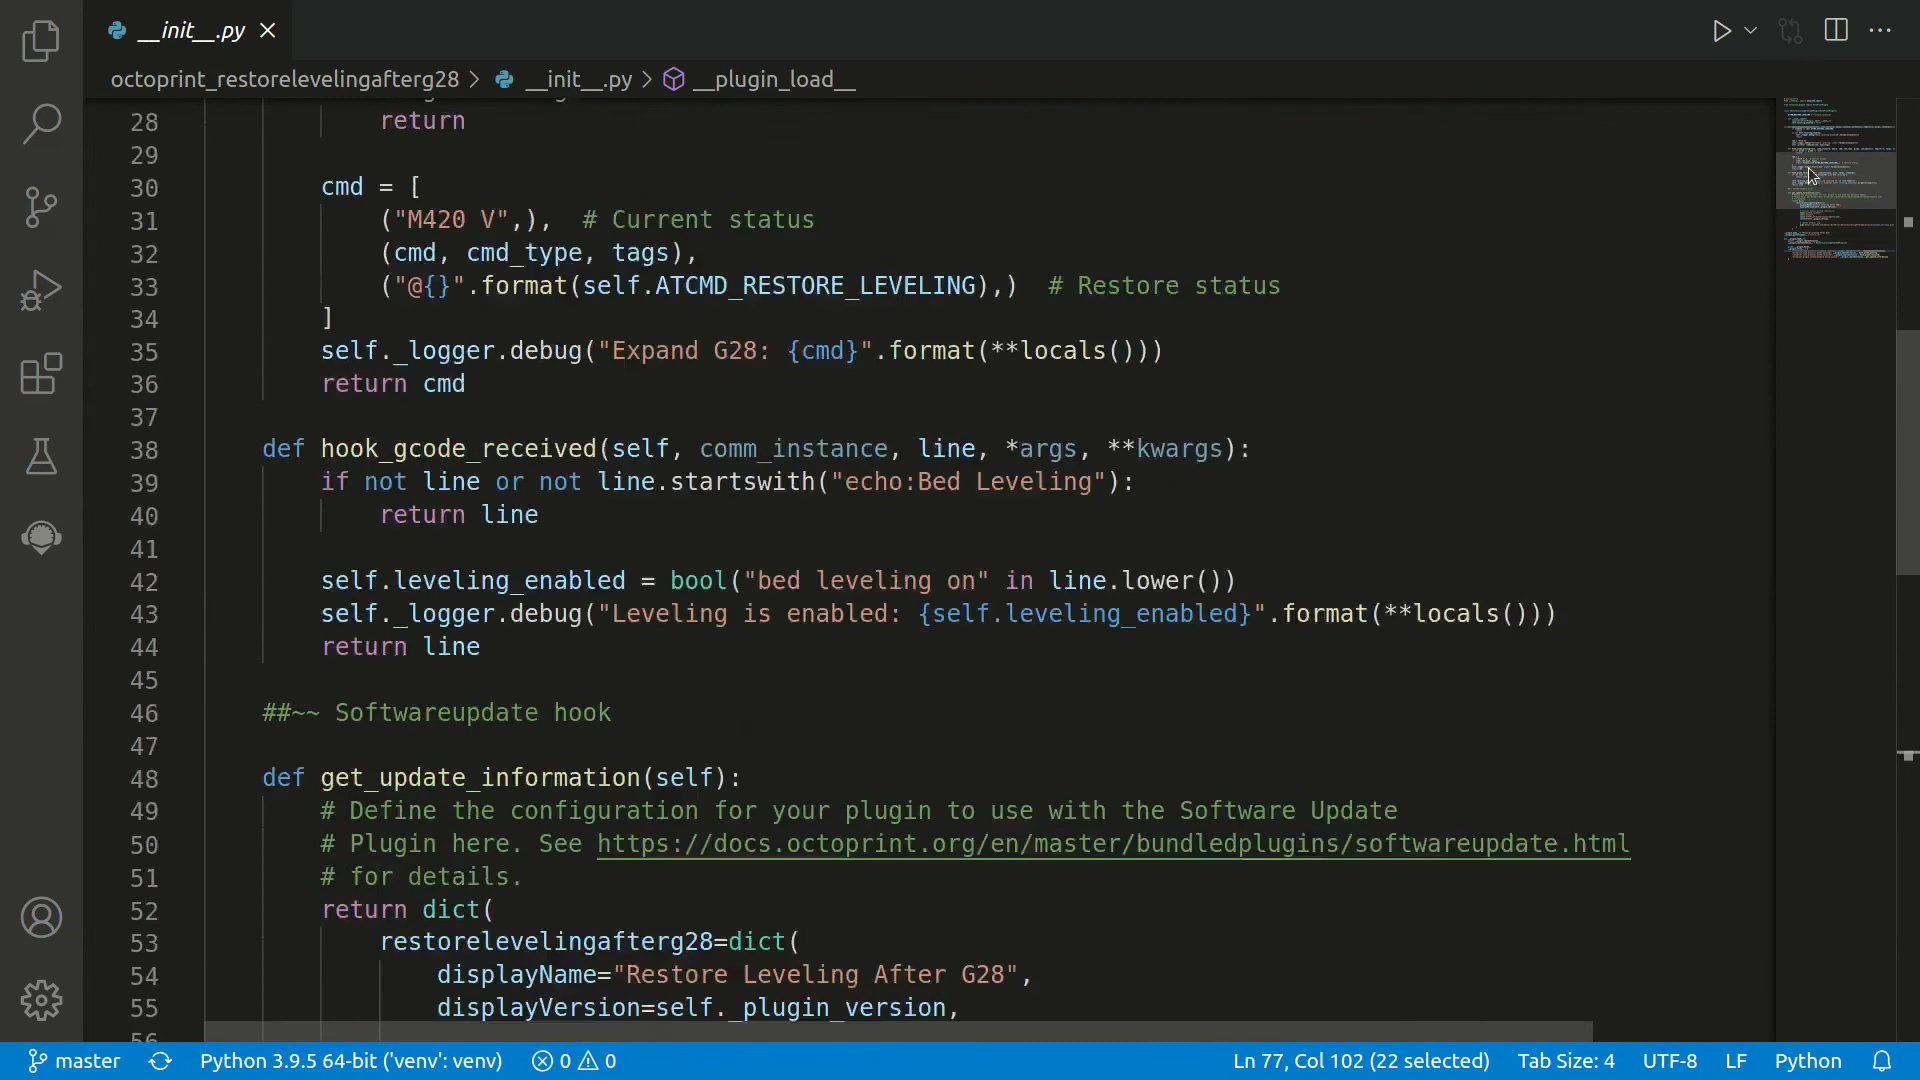 __init__.py
octoprint_restorelevelingafterg28 > __init__.py > __plugin_load__
28 return
29
30 cmd = [
31 ("M420 V",), # Current status
32 (cmd, cmd_type, tags),
33 ("@{}".format(self.ATCMD_RESTORE_LEVELING),) # Restore status
34 ]
35 self._logger.debug("Expand G28: {cmd}".format(**locals()))
36 return cmd
37
38 def hook_gcode_received(self, comm_instance, line, *args, **kwargs):
39 if not line or not line.startswith("echo:Bed Leveling"):
40 return line
41
42 self.leveling_enabled = bool("bed leveling on" in line.lower())
43 self._logger.debug("Leveling is enabled: {self.leveling_enabled}".format(**locals()))
44 return line
45
46 ##~~ Softwareupdate hook
47
48 def get_update_information(self):
49 # Define the configuration for your plugin to use with the Software Update
50 # Plugin here. See https://docs.octoprint.org/en/master/bundledplugins/softwareupdate.html
51 # for details.
52 return dict(
53 restorelevelingafterg28=dict(
54 displayName="Restore Leveling After G28",
55 displayVersion=self._plugin_version,
56
master Python 3.9.5 64-bit ('venv': venv) 0 0 Ln 77, Col 102 (22 selected) Tab Size: 4 UTF-8 LF Python